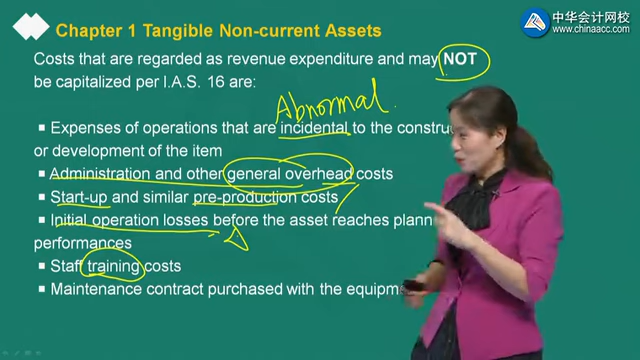 Chapter 1 Tangible Non-current Assets
中华会计网校
www.chinaacc.com
Costs that are regarded as revenue expenditure and may NOT
be capitalized per I.A.S. 16 are:
Abnormal.
▪ Expenses of operations that are incidental to the constru
or development of the item
▪ Administration and other general overhead costs
▪ Start-up and similar pre-production costs
▪ Initial operation losses before the asset reaches plann
performances
▪ Staff training costs
▪ Maintenance contract purchased with the equipme